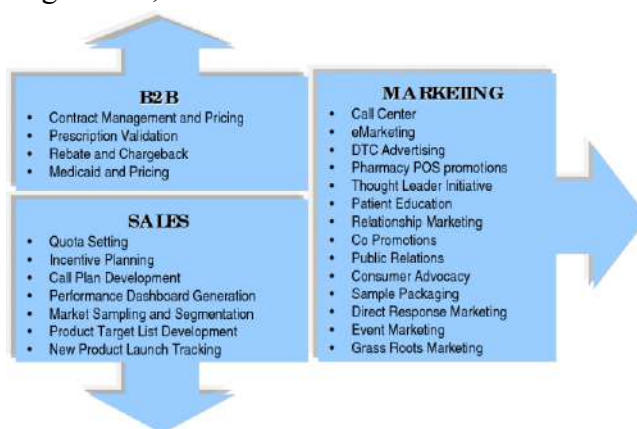 B2B
• Contract Management and Pricing
• Prescription Validation
• Rebate and Chargeback
• Medicaid and Pricing
SALES
• Quota Setting
• Incentive Planning
• Call Plan Development
• Performance Dashboard Generation
• Market Sampling and Segmentation
• Product Target List Development
• New Product Launch Tracking
MARKETING
• Call Center
• eMarketing
• DTC Advertising
• Pharmacy POS promotions
• Thought Leader Initiative
• Patient Education
• Relationship Marketing
• Co Promotions
• Public Relations
• Consumer Advocacy
• Sample Packaging
• Direct Response Marketing
• Event Marketing
• Grass Roots Marketing